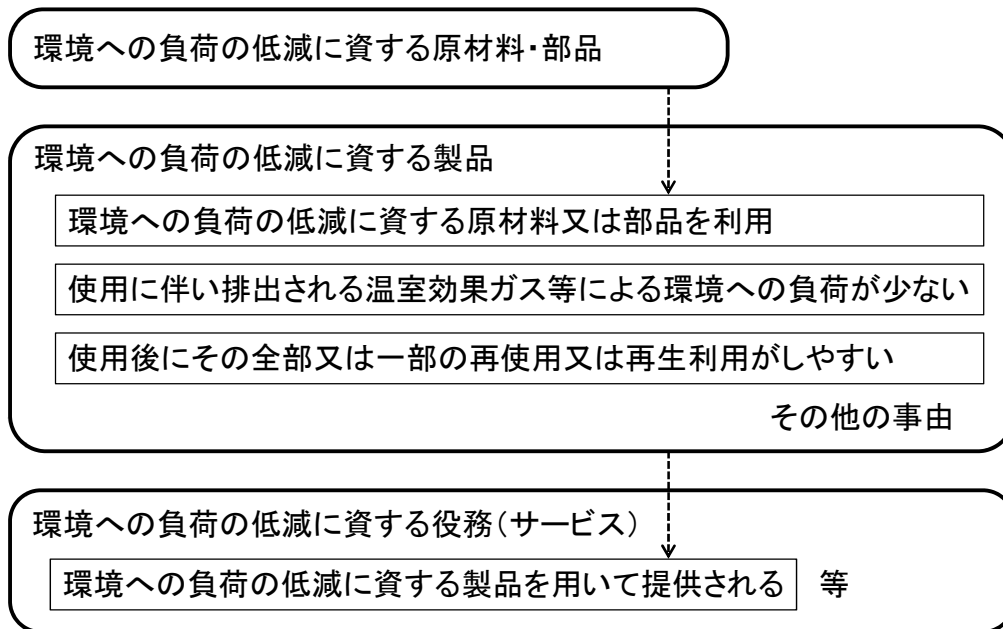 環境への負荷の低減に資する原材料・部品
環境への負荷の低減に資する製品
環境への負荷の低減に資する原材料又は部品を利用
使用に伴い排出される温室効果ガス等による環境への負荷が少ない
使用後にその全部又は一部の再使用又は再生利用がしやすい
その他の事由
環境への負荷の低減に資する役務(サービス)
環境への負荷の低減に資する製品を用いて提供される 等